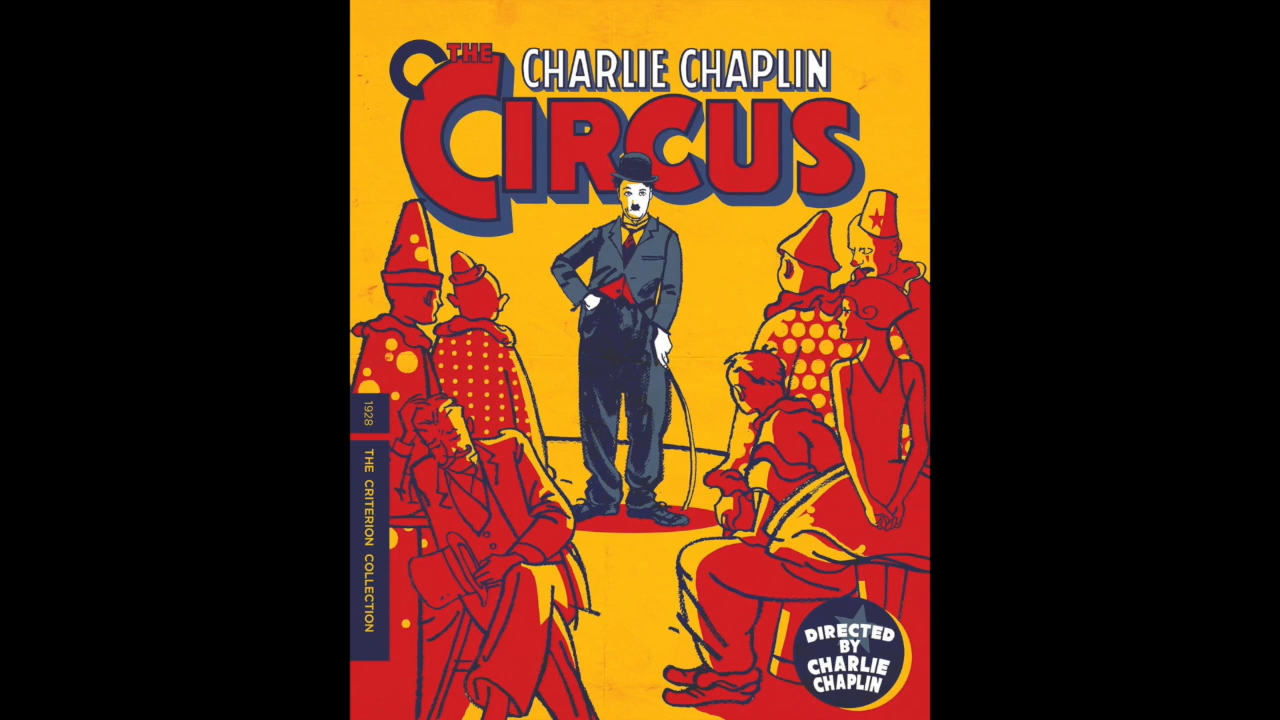 THE
CHARLIE CHAPLIN
CIRCUS
1928
THE CRITERION COLLECTION
DIRECTED
BY
CHARLIE
CHAPLIN